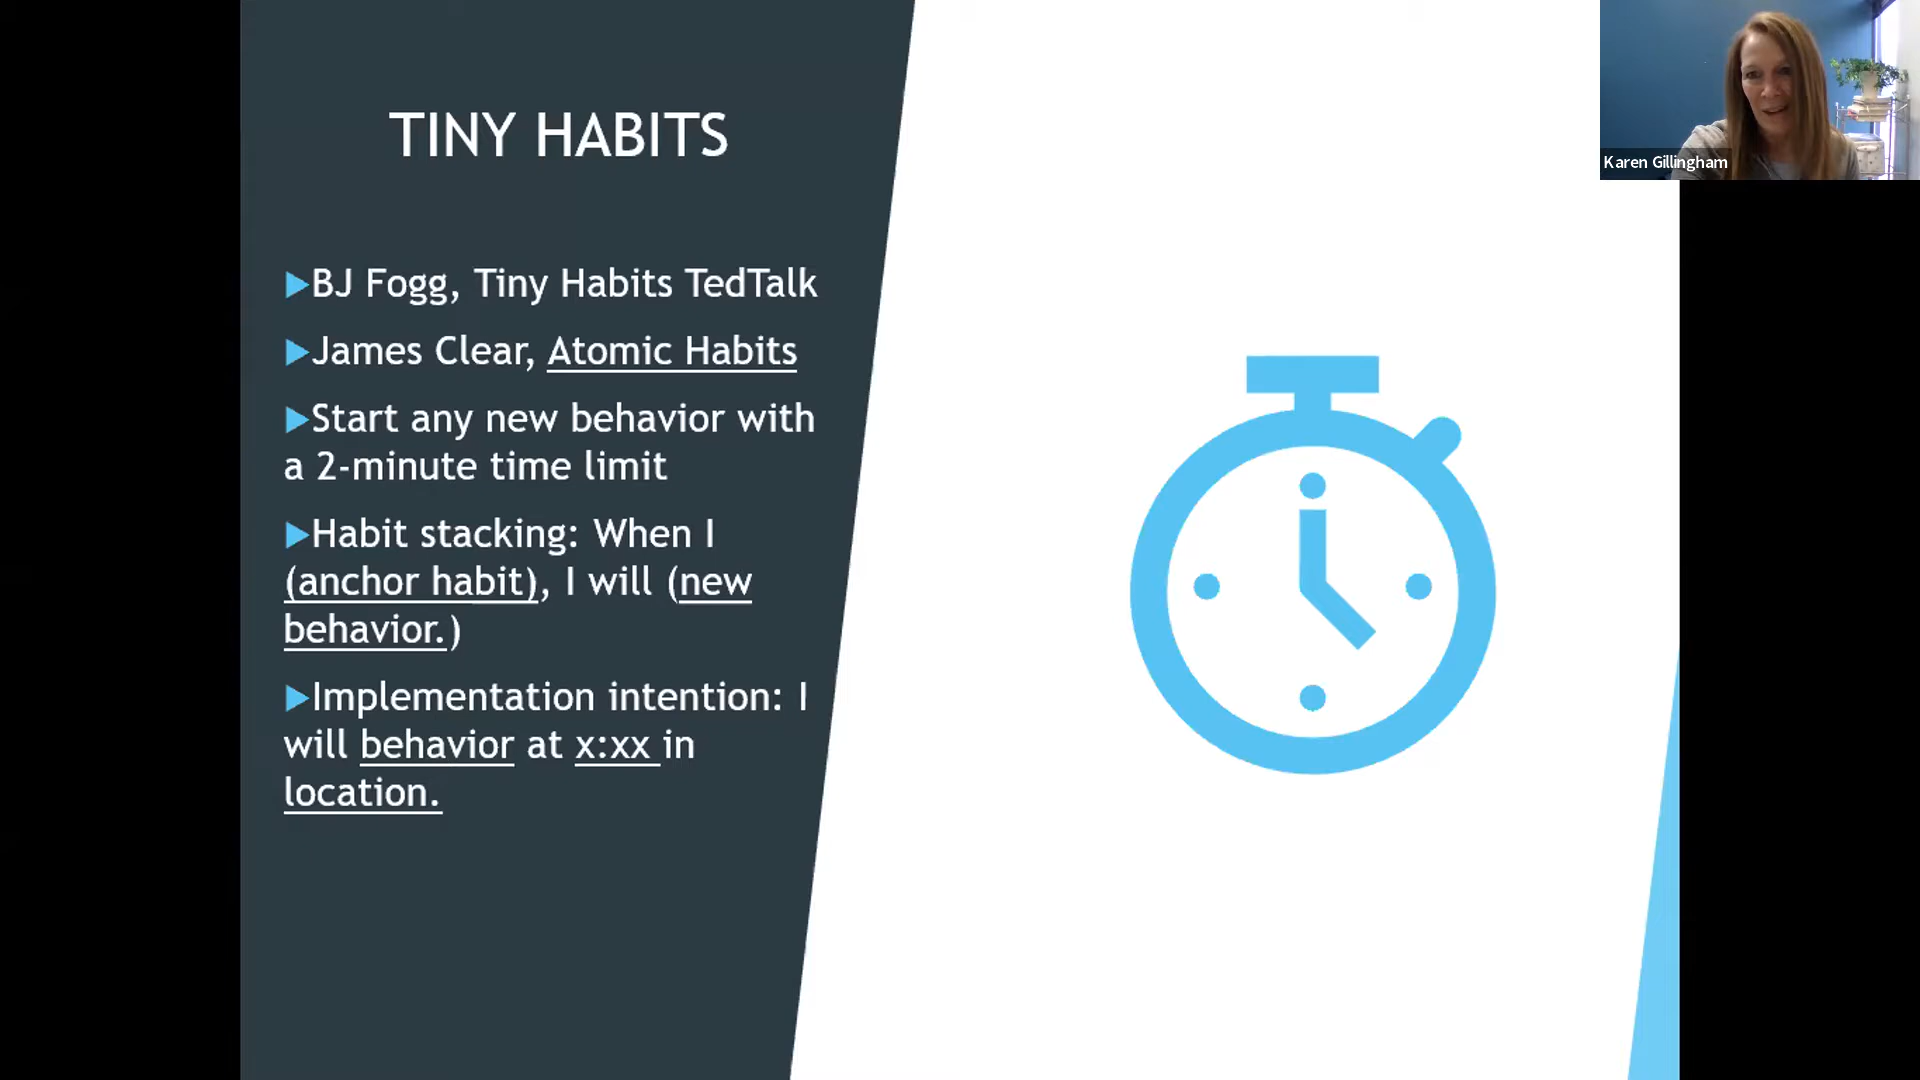 TINY HABITS
BJ Fogg, Tiny Habits TedTalk
James Clear, Atomic Habits
Start any new behavior with
a 2-minute time limit
Habit stacking: When I
(anchor habit), I will (new
behavior.)
Implementation intention: I
will behavior at x:xx in
location.
Karen Gillingham